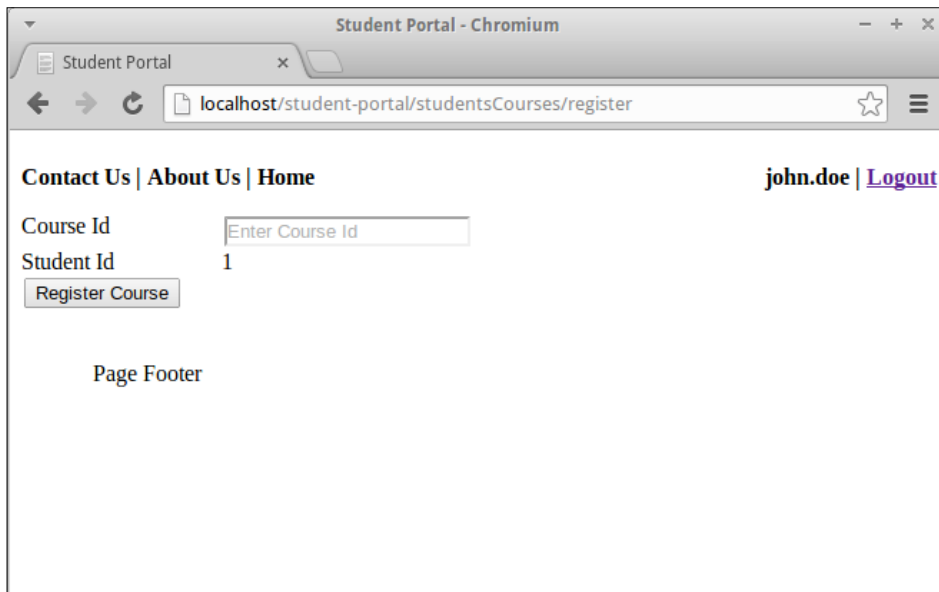 Student Portal - Chromium
Student Portal
localhost/student-portal/studentsCourses/register
Contact Us | About Us | Home john.doe | Logout
Course Id Enter Course Id
Student Id 1
Register Course
Page Footer